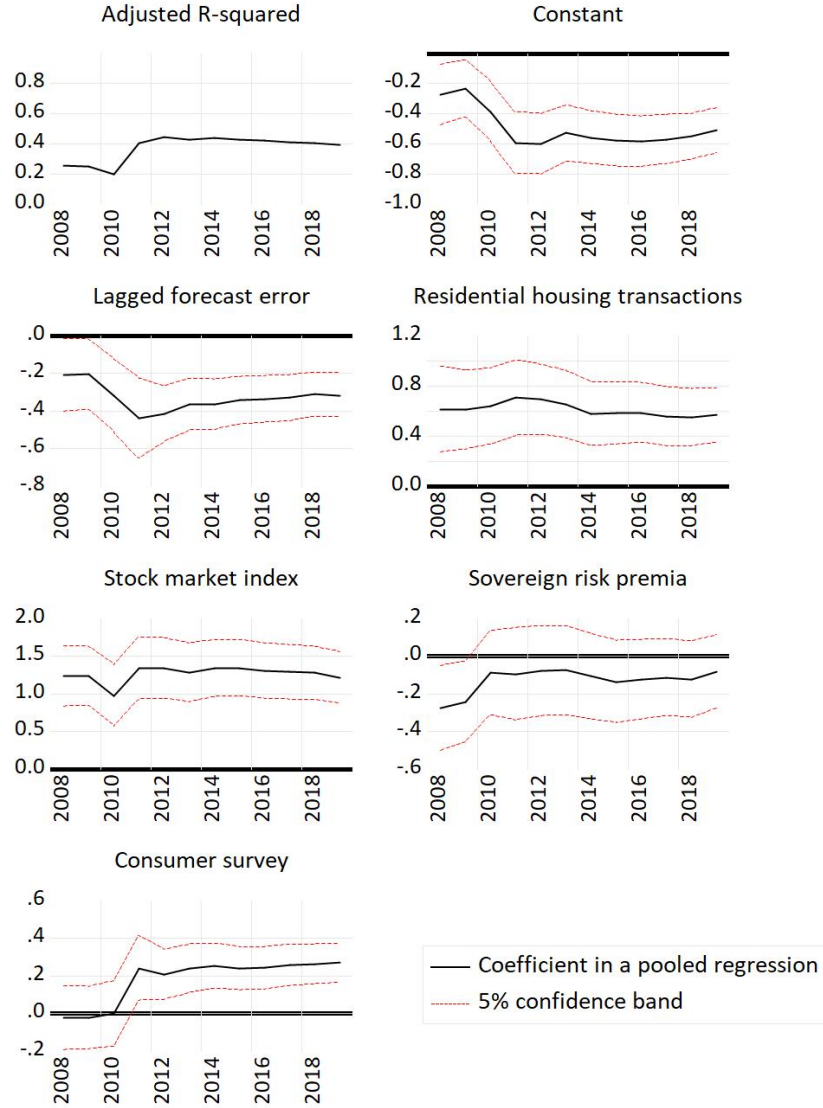 Adjusted R-squared
0.8
0.6
0.4
0.2
0.0
2008 2010 2012 2014 2016 2018
Constant
-0.2
-0.4
-0.6
-0.8
-1.0
2008 2010 2012 2014 2016 2018
Lagged forecast error
.0
-.2
-.4
-.6
-.8
2008 2010 2012 2014 2016 2018
Residential housing transactions
1.2
0.8
0.4
0.0
2008 2010 2012 2014 2016 2018
Stock market index
2.0
1.5
1.0
0.5
0.0
2008 2010 2012 2014 2016 2018
Sovereign risk premia
.2
.0
-.2
-.4
-.6
2008 2010 2012 2014 2016 2018
Consumer survey
.6
.4
.2
.0
-.2
2008 2010 2012 2014 2016 2018
Coefficient in a pooled regression
5% confidence band